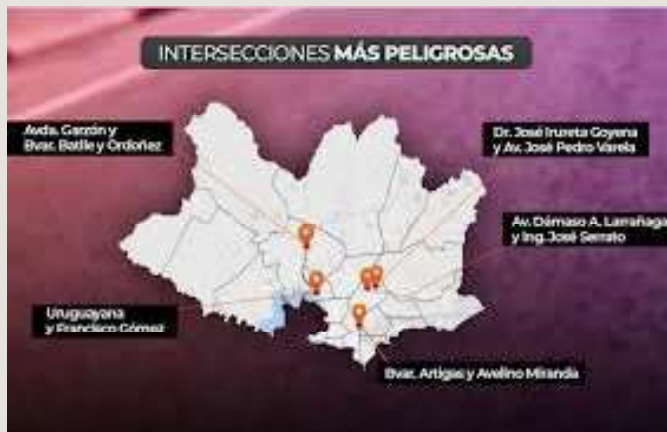 INTERSECCIONES MÁS PELIGROSAS
Avda. Garzón y
Bvar. Batlle y Ordoñez
Dr. José Irureta Goyena
y Av. José Pedro Varela
Av. Dámaso A. Larrañaga
y Ing. José Serrato
Uruguayana
y Francisco Gómez
Bvar. Artigas y Avelino Miranda